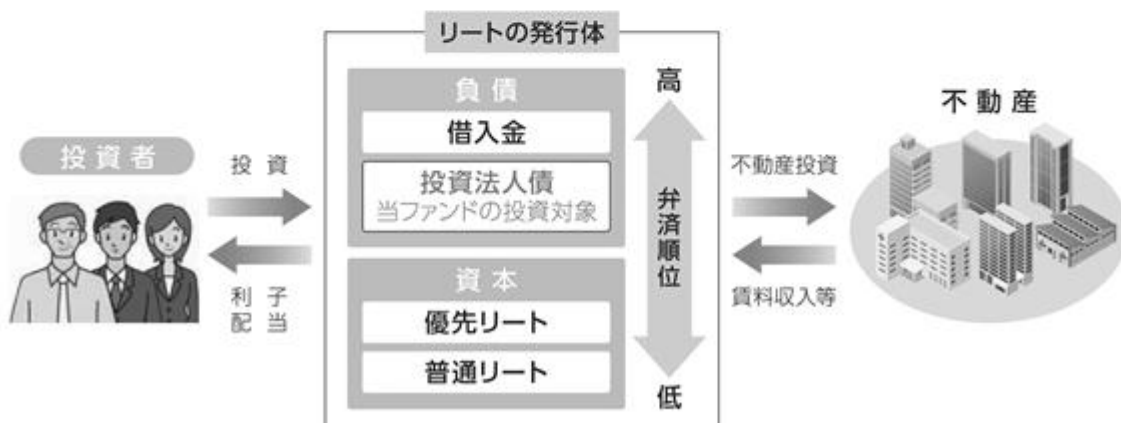 リートの発行体
投資者
投資
利子
配当
負債
借入金
投資法人債
当ファンドの投資対象
資本
優先リート
普通リート
高
弁済順位
低
不動産投資
賃料収入等
不動産